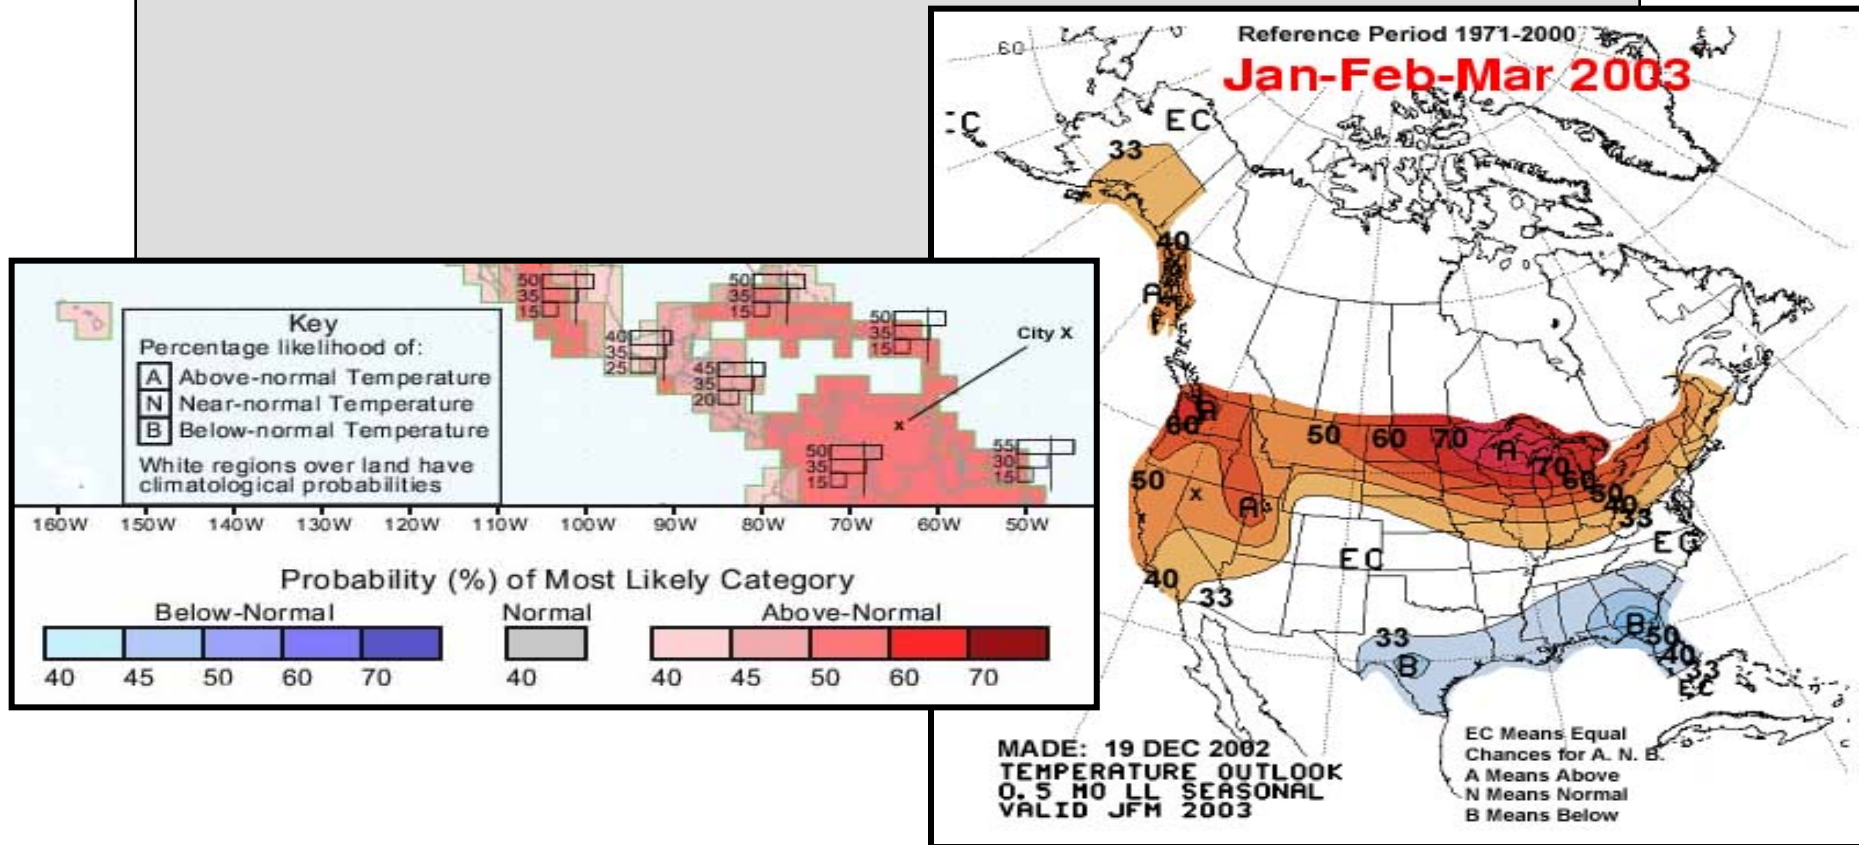 50
35
15
50
35
15
50
35
15
40
35
25
45
35
20
City X
x
50
35
15
55
30
15
Key
Percentage likelihood of:
A Above-normal Temperature
N Near-normal Temperature
B Below-normal Temperature
White regions over land have
climatological probabilities
160W 150W 140W 130W 120W 110W 100W 90W 80W 70W 60W 50W
Probability (%) of Most Likely Category
Below-Normal Normal Above-Normal
40 45 50 60 70 40 40 45 50 60 70
Reference Period 1971-2000
Jan-Feb-Mar 2003
60
EC
EC
33
40
A
A
60
50 60 70
A
70
60
50
40
33
50
x
A
EC
EC
40
33
33
B
B
50
40
33
EC
MADE: 19 DEC 2002
TEMPERATURE OUTLOOK
0.5 MO LL SEASONAL
VALID JFM 2003
EC Means Equal
Chances for A. N. B.
A Means Above
N Means Normal
B Means Below